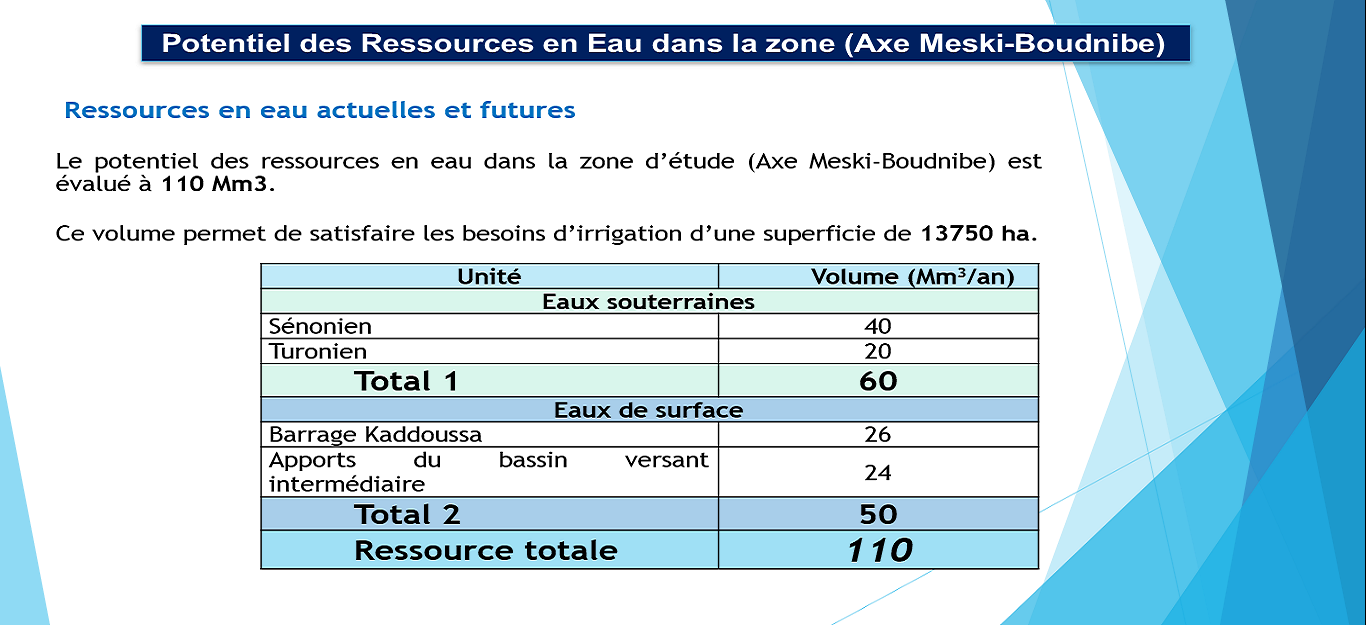 Potentiel des Ressources en Eau dans la zone (Axe Meski-Boudnibe)
Ressources en eau actuelles et futures
Le potentiel des ressources en eau dans la zone d’étude (Axe Meski-Boudnibe) est
évalué à 110 Mm3.
Ce volume permet de satisfaire les besoins d’irrigation d’une superficie de 13750 ha.
Unité Volume (Mm³/an)
Eaux souterraines
Sénonien 40
Turonien 20
Total 1 60
Eaux de surface
Barrage Kaddoussa 26
Apports du bassin versant
intermédiaire 24
Total 2 50
Ressource totale 110